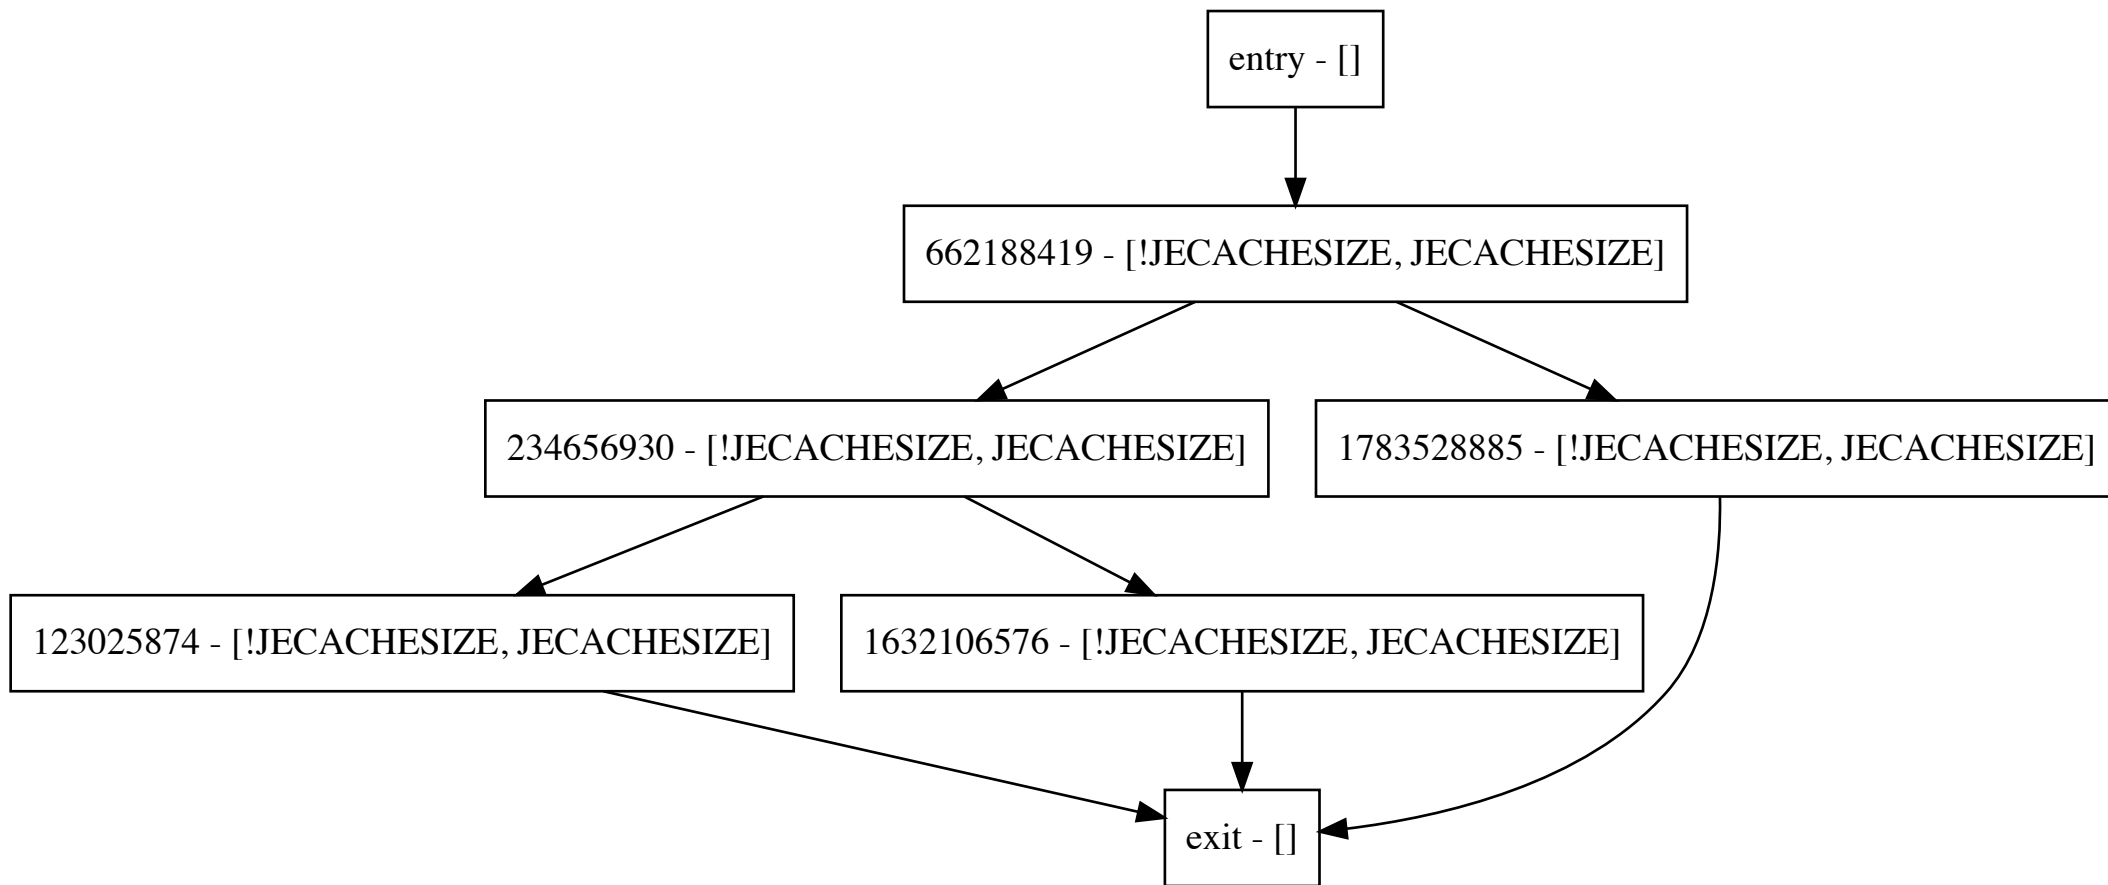 entry - []
662188419 - [!JECACHESIZE, JECACHESIZE]
234656930 - [!JECACHESIZE, JECACHESIZE]
1783528885 - [!JECACHESIZE, JECACHESIZE]
123025874 - [!JECACHESIZE, JECACHESIZE]
1632106576 - [!JECACHESIZE, JECACHESIZE]
exit - []